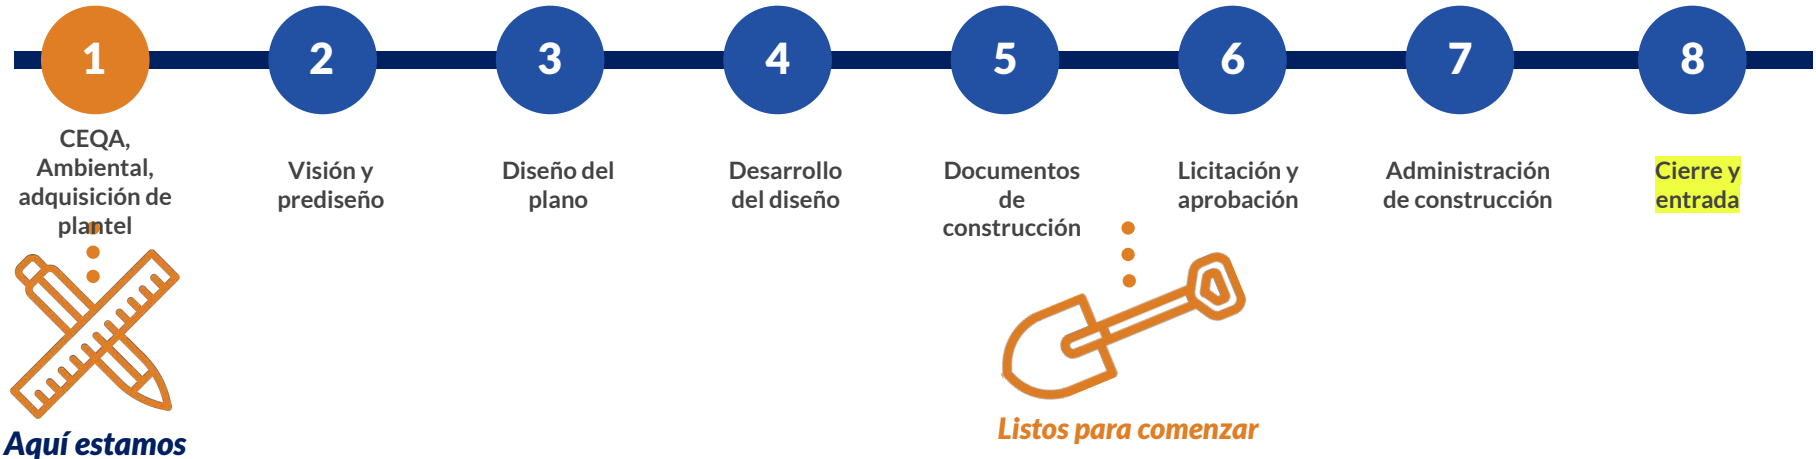 1
2
3
4
5
6
7
8
CEQA,
Ambiental,
adquisición de
plantel
Visión y
prediseño
Diseño del
plano
Desarrollo
del diseño
Documentos
de
construcción
Licitación y
aprobación
Administración
de construcción
Cierre y
entrada
Aquí estamos
Listos para comenzar